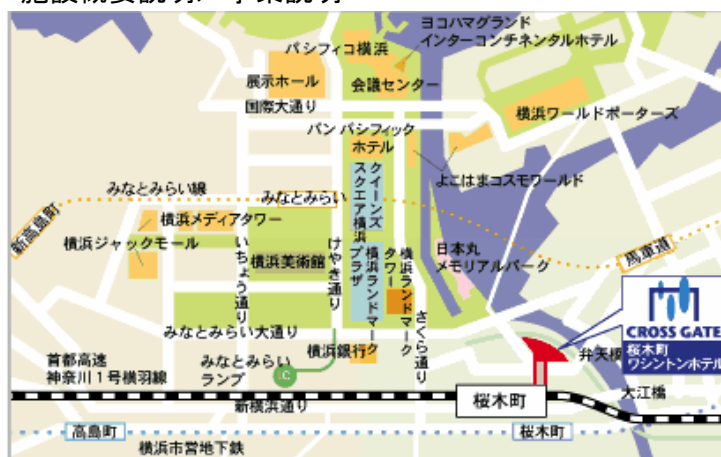 ヨコハマグランド
インターコンチネンタルホテル
パシフィコ横浜
展示ホール
会議センター
国際大通り
横浜ワールドポーターズ
パン パシフィック
ホテル
よこはまコスモワールド
クイーンズ
スクエア横浜
みなとみらい線
みなとみらい
新高島町
横浜メディアタワー
横浜ジャックモール
いちょう通り
横浜美術館
けやき通り
横浜ランドマーク
プラザ
横浜ランドマーク
タワー
さくら通り
日本丸
メモリアルパーク
馬車道
みなとみらい大通り
横浜銀行
首都高速
神奈川1号横羽線
みなとみらい
ランプ
IC
新横浜通り
桜木町
CROSS GATE
桜木町
ワシントンホテル
弁天橋
大江橋
高島町
桜木町
横浜市営地下鉄